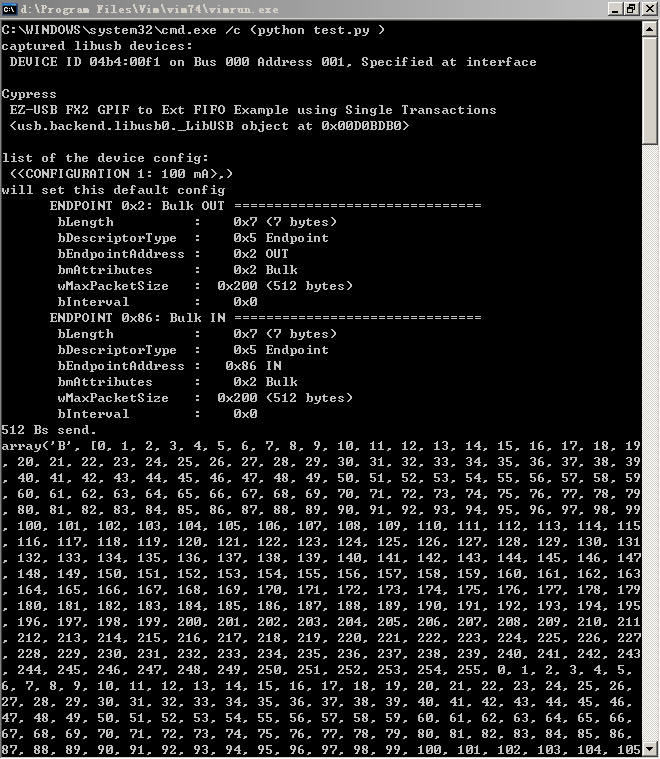 d:\Program Files\Vim\vim74\vimrun.exe
C:\WINDOWS\system32\cmd.exe /c (python test.py )
captured libusb devices:
 DEVICE ID 04b4:00f1 on Bus 000 Address 001, Specified at interface
Cypress
 EZ-USB FX2 GPIF to Ext FIFO Example using Single Transactions
 <usb.backend.libusb0._LibUSB object at 0x00D0BDB0>
list of the device config:
 (<CONFIGURATION 1: 100 mA>,)
will set this default config
      ENDPOINT 0x2: Bulk OUT ===============================
       bLength          :    0x7 (7 bytes)
       bDescriptorType  :    0x5 Endpoint
       bEndpointAddress :    0x2 OUT
       bmAttributes     :    0x2 Bulk
       wMaxPacketSize   :  0x200 (512 bytes)
       bInterval        :    0x0
      ENDPOINT 0x86: Bulk IN ===============================
       bLength          :    0x7 (7 bytes)
       bDescriptorType  :    0x5 Endpoint
       bEndpointAddress :   0x86 IN
       bmAttributes     :    0x2 Bulk
       wMaxPacketSize   :  0x200 (512 bytes)
       bInterval        :    0x0
512 Bs send.
array('B', [0, 1, 2, 3, 4, 5, 6, 7, 8, 9, 10, 11, 12, 13, 14, 15, 16, 17, 18, 19
, 20, 21, 22, 23, 24, 25, 26, 27, 28, 29, 30, 31, 32, 33, 34, 35, 36, 37, 38, 39
, 40, 41, 42, 43, 44, 45, 46, 47, 48, 49, 50, 51, 52, 53, 54, 55, 56, 57, 58, 59
, 60, 61, 62, 63, 64, 65, 66, 67, 68, 69, 70, 71, 72, 73, 74, 75, 76, 77, 78, 79
, 80, 81, 82, 83, 84, 85, 86, 87, 88, 89, 90, 91, 92, 93, 94, 95, 96, 97, 98, 99
, 100, 101, 102, 103, 104, 105, 106, 107, 108, 109, 110, 111, 112, 113, 114, 115
, 116, 117, 118, 119, 120, 121, 122, 123, 124, 125, 126, 127, 128, 129, 130, 131
, 132, 133, 134, 135, 136, 137, 138, 139, 140, 141, 142, 143, 144, 145, 146, 147
, 148, 149, 150, 151, 152, 153, 154, 155, 156, 157, 158, 159, 160, 161, 162, 163
, 164, 165, 166, 167, 168, 169, 170, 171, 172, 173, 174, 175, 176, 177, 178, 179
, 180, 181, 182, 183, 184, 185, 186, 187, 188, 189, 190, 191, 192, 193, 194, 195
, 196, 197, 198, 199, 200, 201, 202, 203, 204, 205, 206, 207, 208, 209, 210, 211
, 212, 213, 214, 215, 216, 217, 218, 219, 220, 221, 222, 223, 224, 225, 226, 227
, 228, 229, 230, 231, 232, 233, 234, 235, 236, 237, 238, 239, 240, 241, 242, 243
, 244, 245, 246, 247, 248, 249, 250, 251, 252, 253, 254, 255, 0, 1, 2, 3, 4, 5,
6, 7, 8, 9, 10, 11, 12, 13, 14, 15, 16, 17, 18, 19, 20, 21, 22, 23, 24, 25, 26,
27, 28, 29, 30, 31, 32, 33, 34, 35, 36, 37, 38, 39, 40, 41, 42, 43, 44, 45, 46,
47, 48, 49, 50, 51, 52, 53, 54, 55, 56, 57, 58, 59, 60, 61, 62, 63, 64, 65, 66,
67, 68, 69, 70, 71, 72, 73, 74, 75, 76, 77, 78, 79, 80, 81, 82, 83, 84, 85, 86,
87, 88, 89, 90, 91, 92, 93, 94, 95, 96, 97, 98, 99, 100, 101, 102, 103, 104, 105